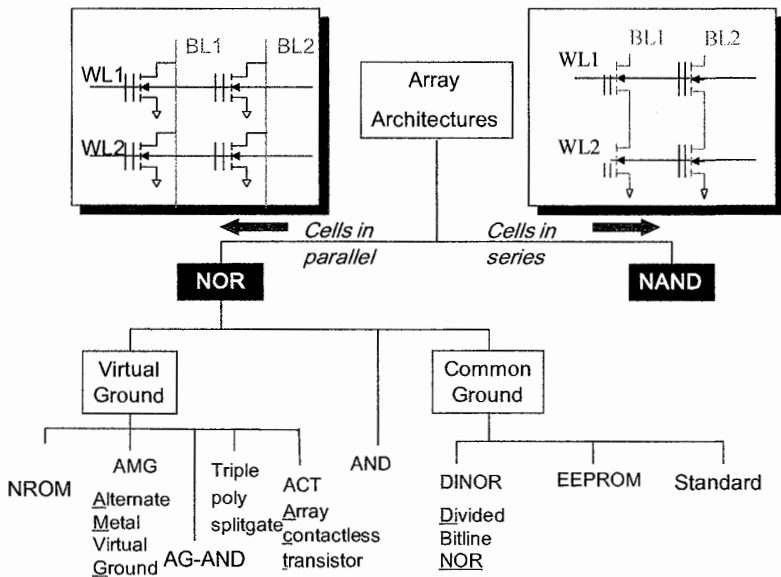 BL1 BL2
WL1
WL2
Array
Architectures
BL1 BL2
WL1
WL2
Cells in
parallel
Cells in
series
NOR
NAND
Virtual
Ground
Common
Ground
NROM
AMG
Alternate
Metal
Virtual
Ground
AG-AND
Triple
poly
splitgate
ACT
Array
contactless
transistor
AND
DINOR
Divided
Bitline
NOR
EEPROM
Standard